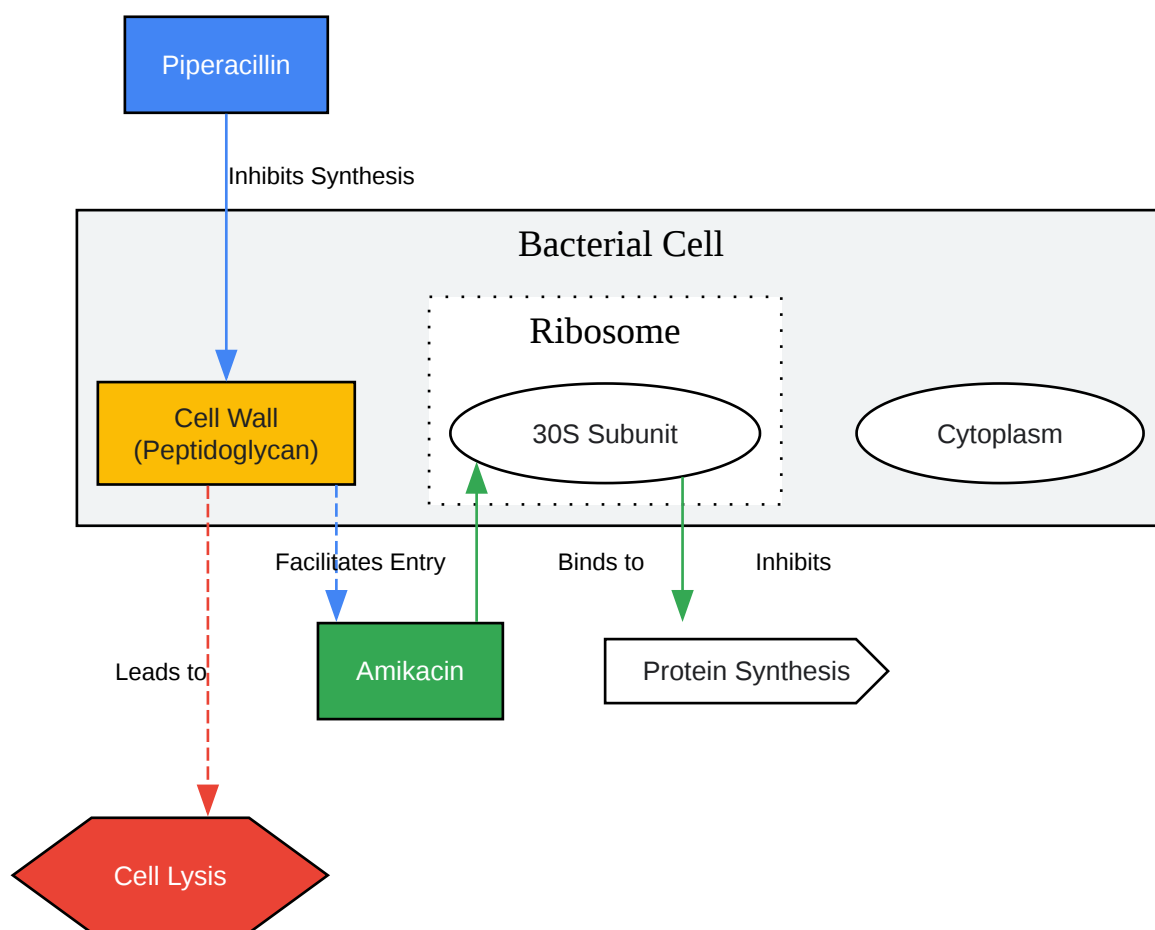 Piperacillin
Inhibits Synthesis
Bacterial Cell
Ribosome
Cell Wall
(Peptidoglycan)
30S Subunit
Cytoplasm
Facilitates Entry
Binds to
Inhibits
Leads to
Amikacin
Protein Synthesis
Cell Lysis